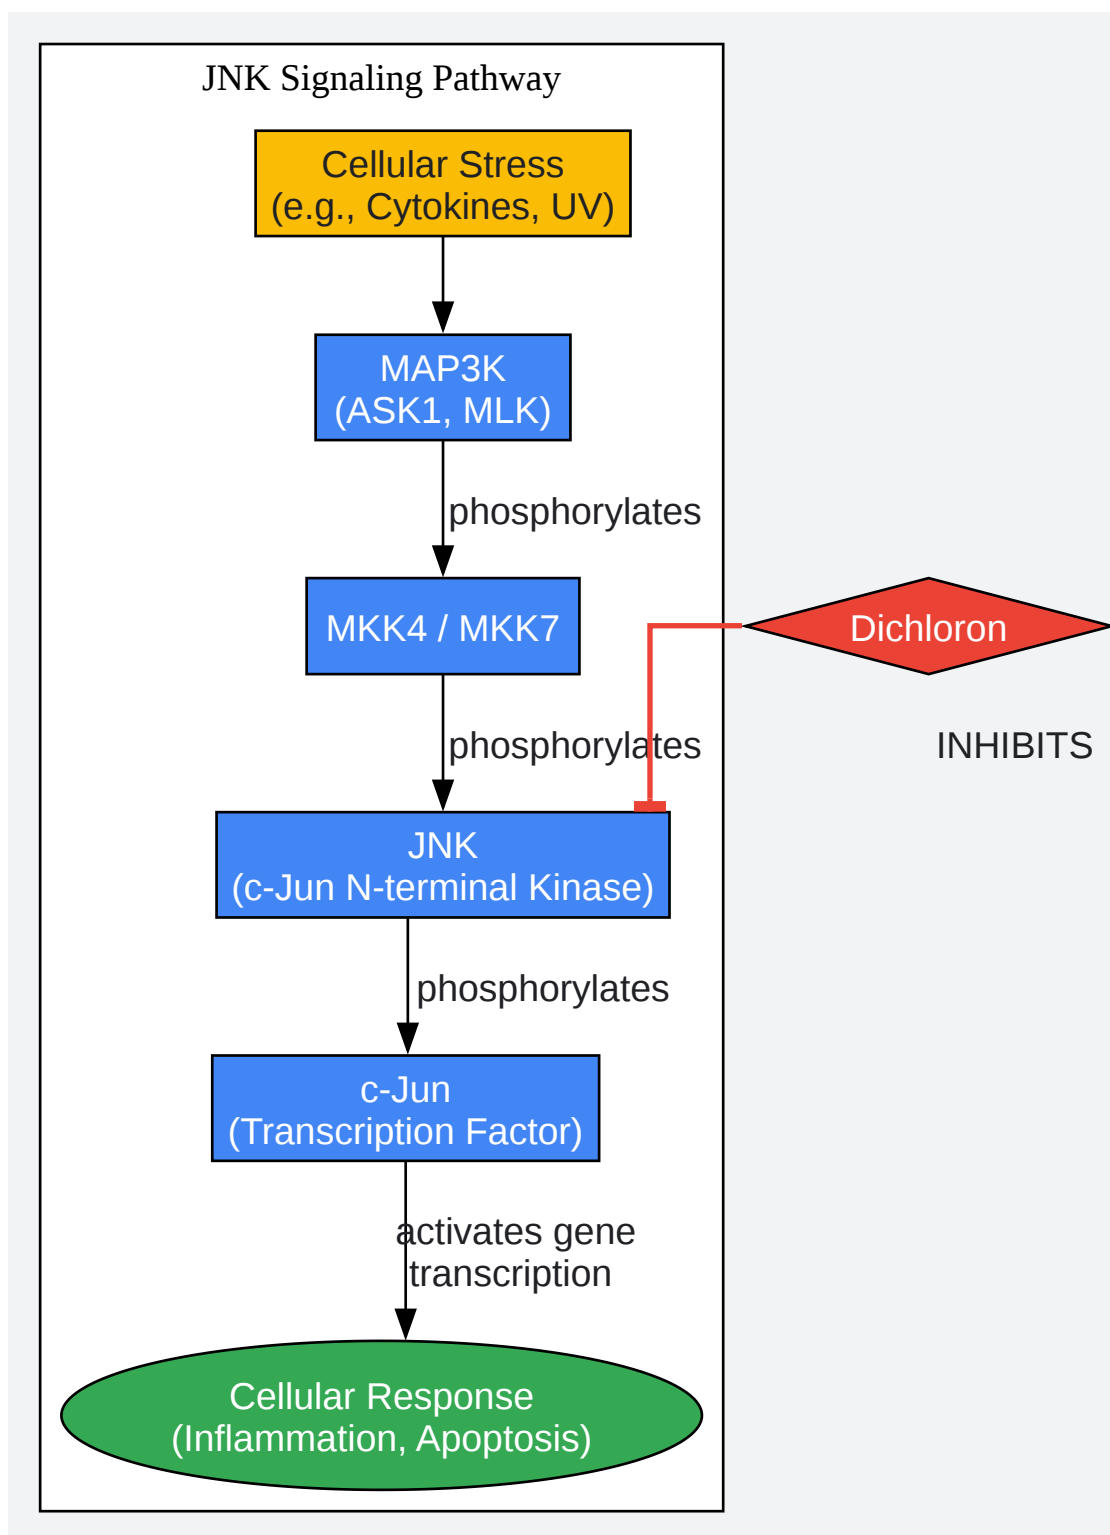 JNK Signaling Pathway
Cellular Stress
(e.g., Cytokines, UV)
MAP3K
(ASK1, MLK)
phosphorylates
MKK4 / MKK7
Dichloron
phosphorylates
INHIBITS
JNK
(c-Jun N-terminal Kinase)
phosphorylates
c-Jun
(Transcription Factor)
activates gene
transcription
Cellular Response
(Inflammation, Apoptosis)